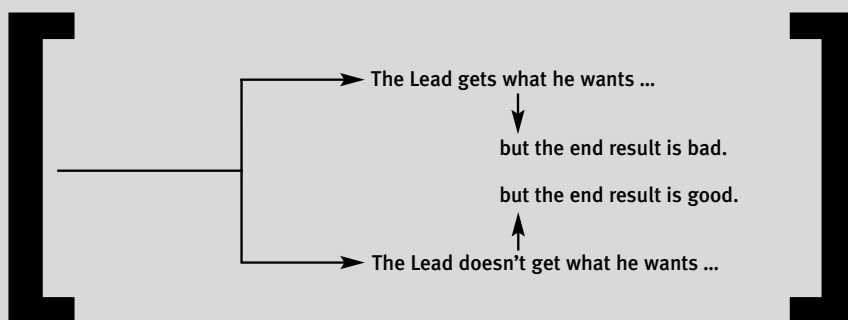 The Lead gets what he wants ...
but the end result is bad.
but the end result is good.
The Lead doesn't get what he wants ...